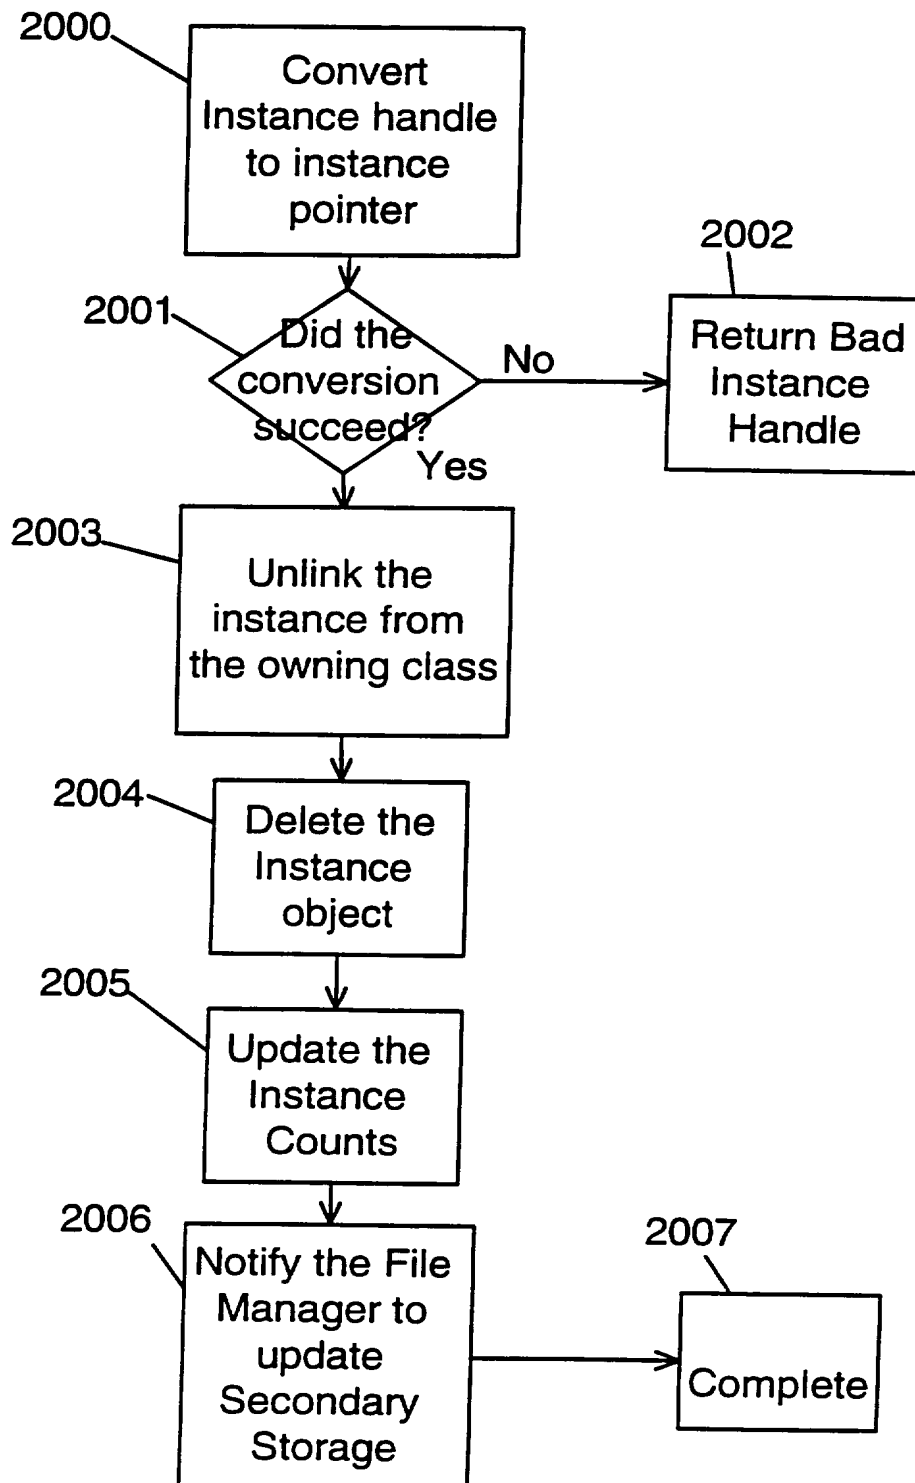 2000
Convert
Instance handle
to instance
pointer
2001
Did the
conversion
succeed?
No
2002
Return Bad
Instance
Handle
Yes
2003
Unlink the
instance from
the owning class
2004
Delete the
Instance
object
2005
Update the
Instance
Counts
2006
Notify the File
Manager to
update
Secondary
Storage
2007
Complete